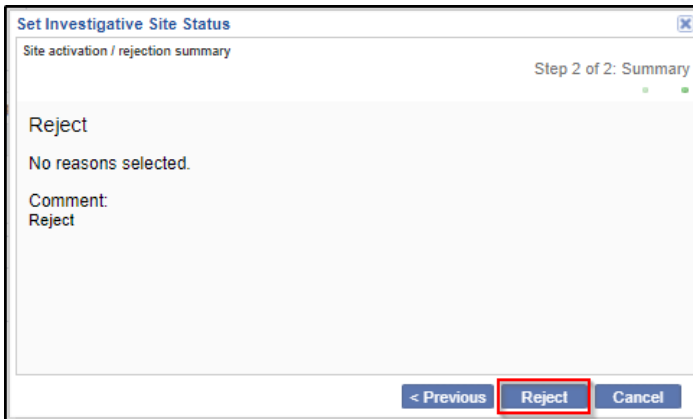 Set Investigative Site Status
Site activation / rejection summary
Step 2 of 2: Summary
Reject
No reasons selected.
Comment:
Reject
< Previous
Reject
Cancel